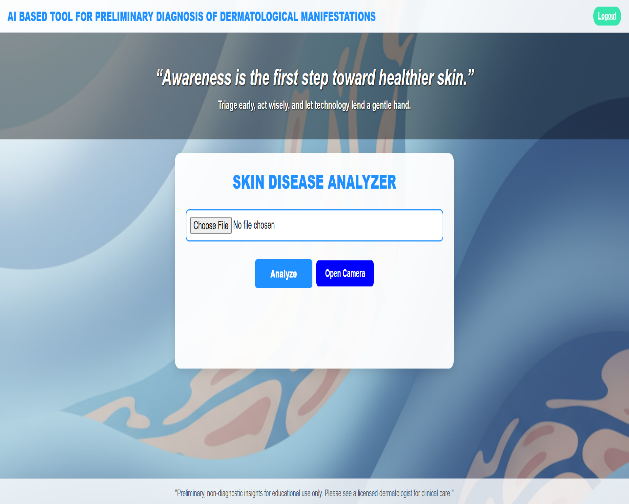 AI BASED TOOL FOR PRELIMINARY DIAGNOSIS OF DERMATOLOGICAL MANIFESTATIONS
Logout
“Awareness is the first step toward healthier skin.”
Triage early, act wisely, and let technology lend a gentle hand.
SKIN DISEASE ANALYZER
Choose File No file chosen
Analyze Open Camera
"Preliminary, non-diagnostic insights for educational use only. Please see a licensed dermatologist for clinical care."